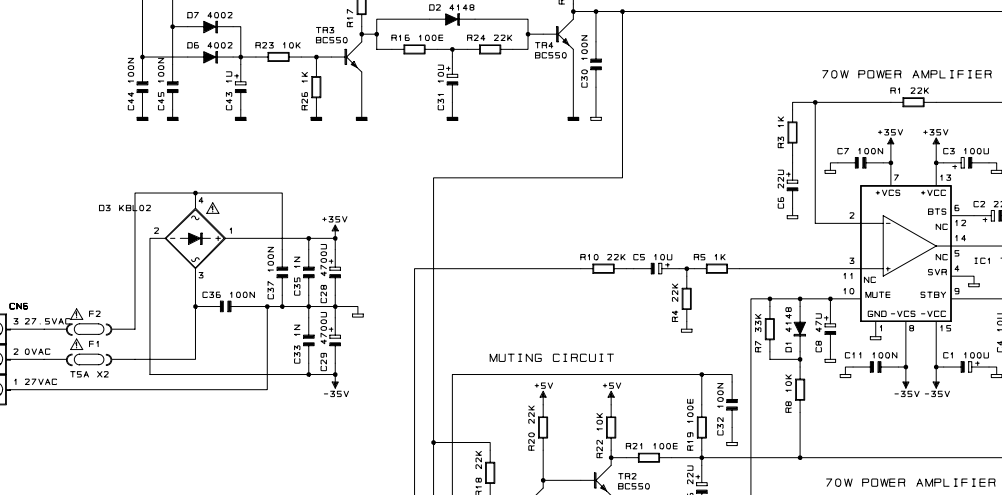 D7 4002
D6 4002
R23 10K
C44 100N
C45 100N
C43 1U
+
R26 1K
TR3
BC550
R17
D2 4148
R16 100E
R24 22K
C31 10U
+
TR4
BC550
C30 100N
70W POWER AMPLIFIER
R1 22K
R3 1K
C6 22U
+
+35V
+35V
C7 100N
C3 100U
+
7
13
+VCS
+VCC
BTS
6
NC
12
2
14
NC
5
SVR
4
3
11
NC
10
MUTE
STBY
9
GND
-VCS
-VCC
1
8
15
IC1
C2
+
D3 KBL02
4
2
1
3
+35V
C37 100N
C35 1N
C28 4700U
+
C36 100N
C33 1N
C29 4700U
+
-35V
CN6
3 27.5VAC
F2
2 0VAC
F1
T5A X2
1 27VAC
R10 22K
C5 10U
+
R5 1K
R4 22K
R7 33K
D1 4148
C8 47U
+
R8 10K
C11 100N
C1 100U
+
-35V
-35V
MUTING CIRCUIT
+5V
+5V
R20 22K
R22 10K
R21 100E
R19 100E
C32 100N
R18 22K
TR2
BC550
22U
+
70W POWER AMPLIFIER